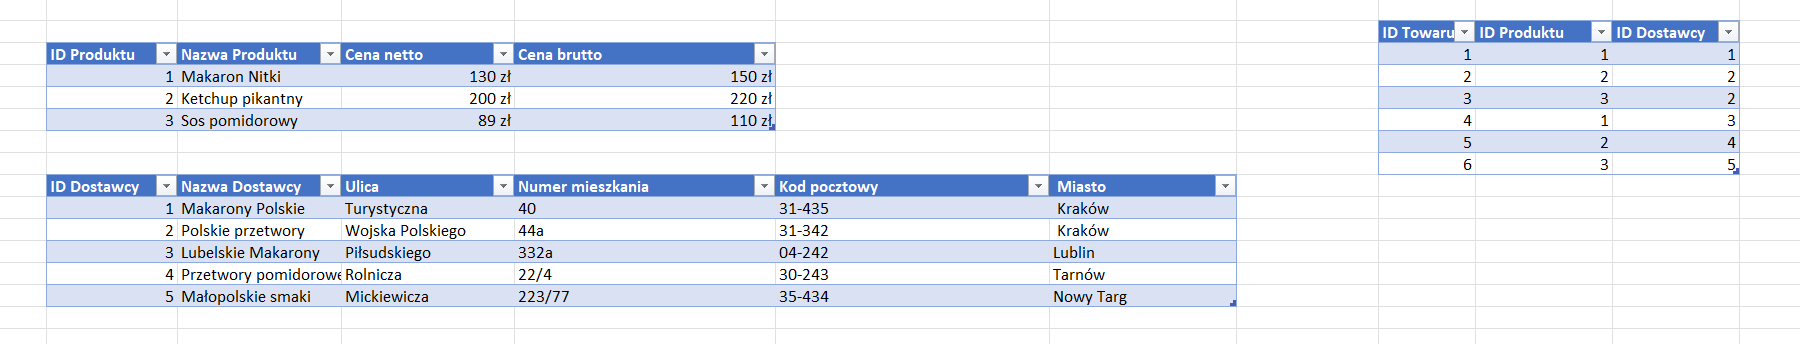 ID Produktu Nazwa Produktu Cena netto Cena brutto
1 Makaron Nitki 130 zł 150 zł
2 Ketchup pikantny 200 zł 220 zł
3 Sos pomidorowy 89 zł 110 zł
ID Dostawcy Nazwa Dostawcy Ulica Numer mieszkania Kod pocztowy Miasto
1 Makarony Polskie Turystyczna 40 31-435 Kraków
2 Polskie przetwory Wojska Polskiego 44a 31-342 Kraków
3 Lubelskie Makarony Piłsudskiego 332a 04-242 Lublin
4 Przetwory pomidorowe Rolnicza 22/4 30-243 Tarnów
5 Małopolskie smaki Mickiewicza 223/77 35-434 Nowy Targ
ID Towaru ID Produktu ID Dostawcy
1 1 1
2 2 2
3 3 2
4 1 3
5 2 4
6 3 5